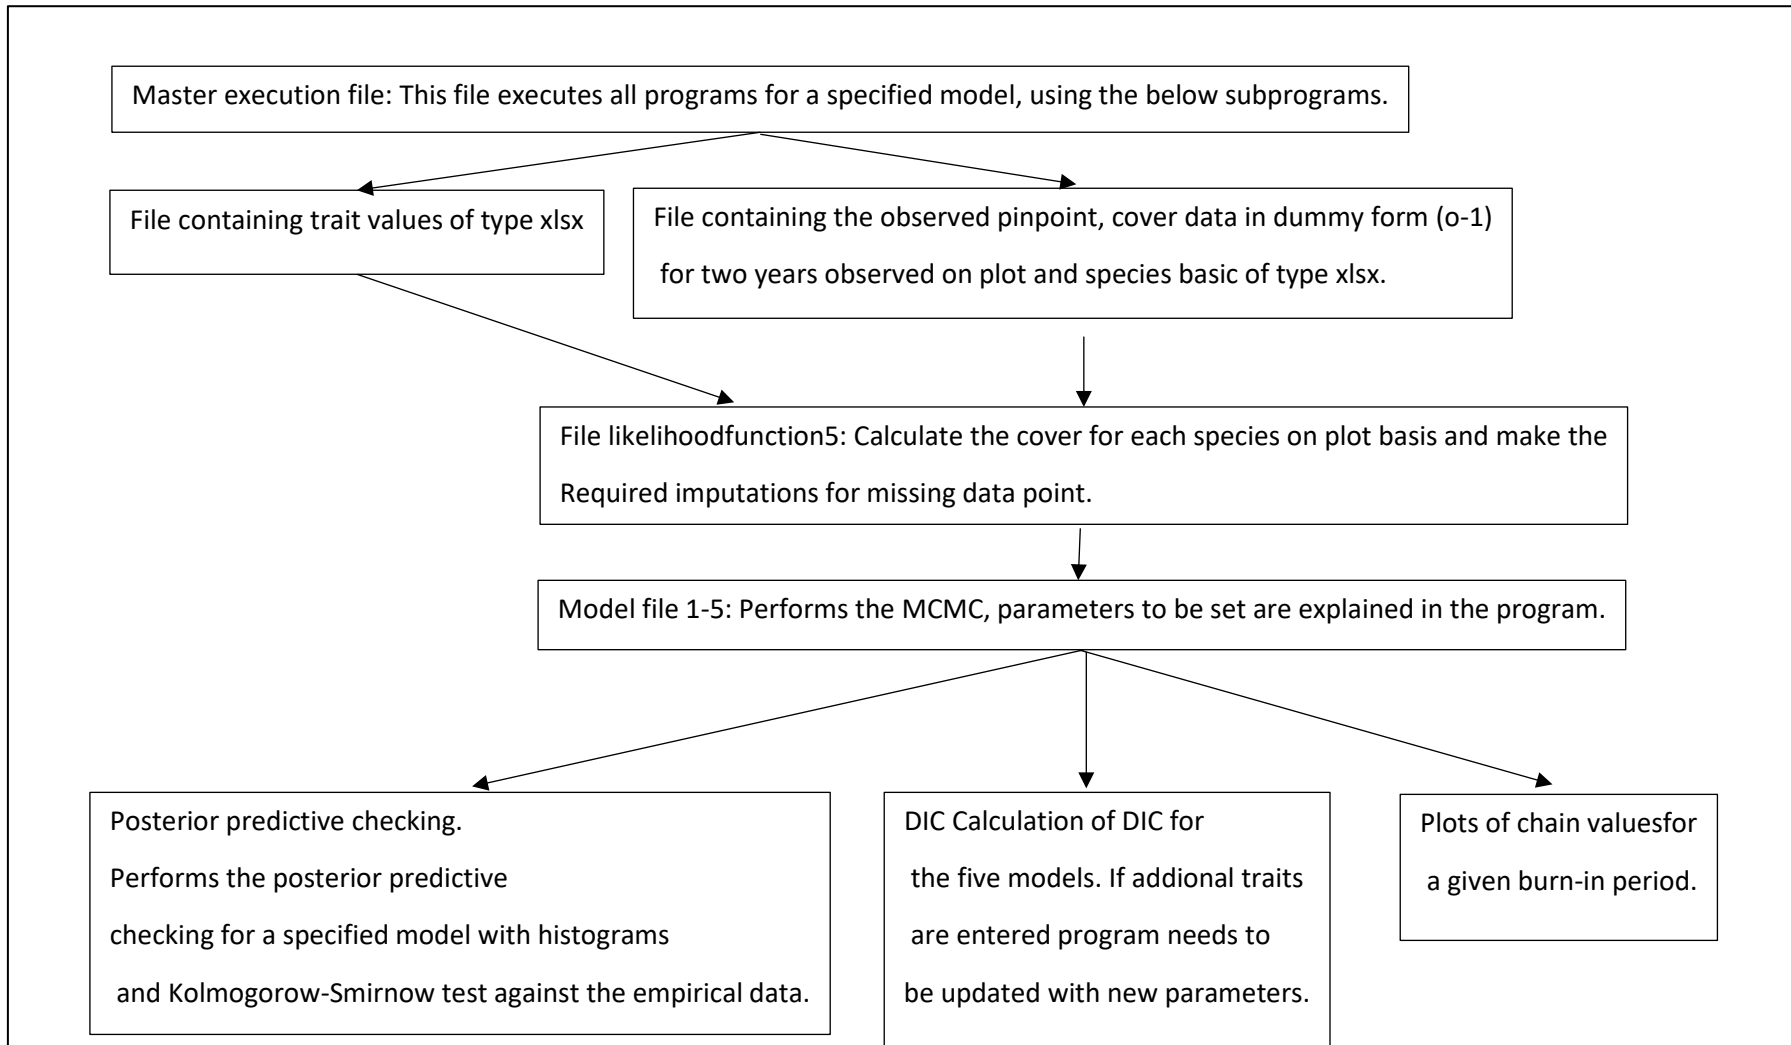 Master execution file: This file executes all programs for a specified model, using the below subprograms.
File containing trait values of type xlsx
File containing the observed pinpoint, cover data in dummy form (o-1)
for two years observed on plot and species basic of type xlsx.
File likelihoodfunction5: Calculate the cover for each species on plot basis and make the
Required imputations for missing data point.
Model file 1-5: Performs the MCMC, parameters to be set are explained in the program.
Posterior predictive checking.
Performs the posterior predictive
checking for a specified model with histograms
and Kolmogorow-Smirnow test against the empirical data.
DIC Calculation of DIC for
the five models. If addional traits
are entered program needs to
be updated with new parameters.
Plots of chain valuesfor
a given burn-in period.